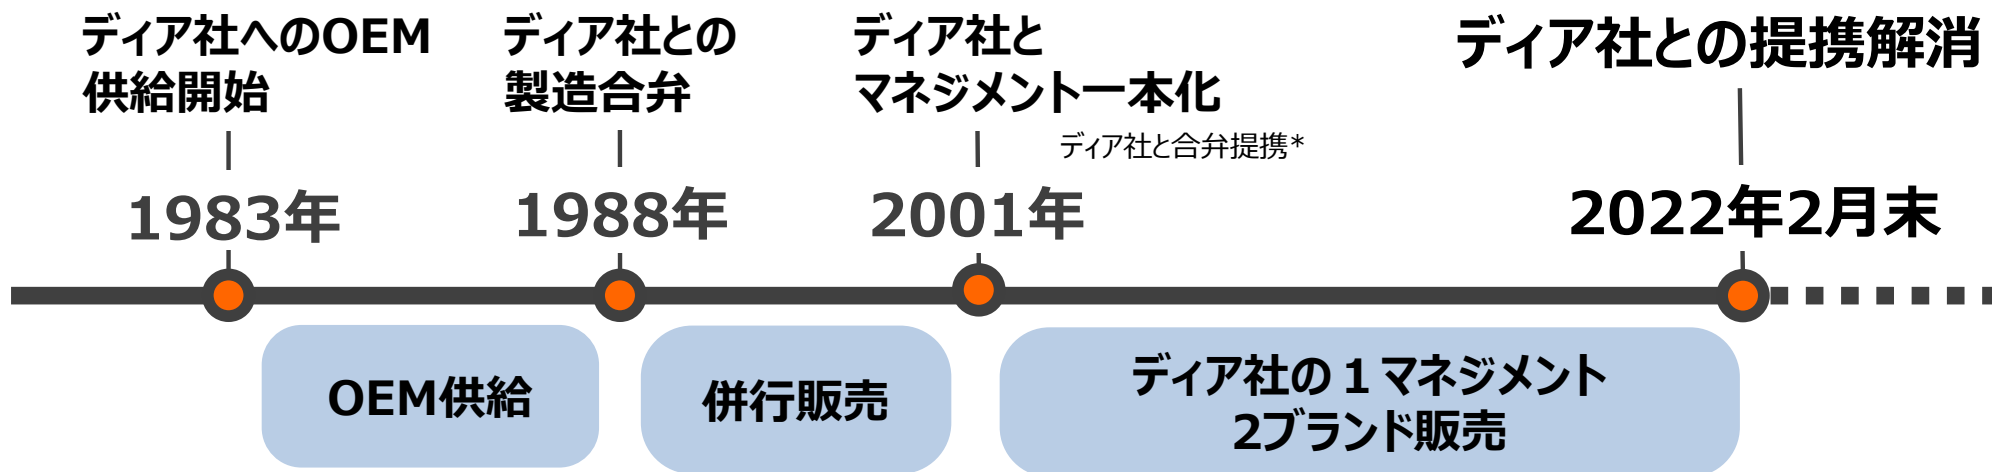 ディア社へのOEM
供給開始
ディア社との
製造合弁
ディア社と
マネジメント一本化
ディア社と合弁提携*
ディア社との提携解消
1983年
1988年
2001年
2022年2月末
OEM供給
併行販売
ディア社の１マネジメント
2ブランド販売